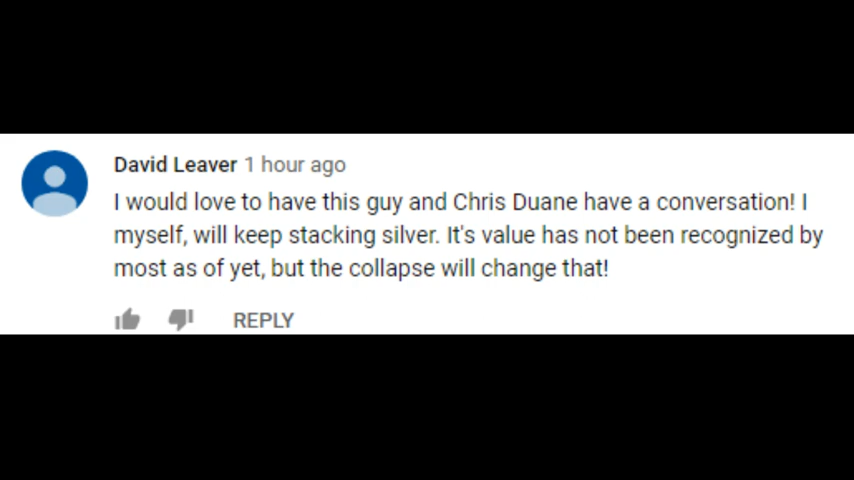 David Leaver 1 hour ago
I would love to have this guy and Chris Duane have a conversation! I
myself, will keep stacking silver. It's value has not been recognized by
most as of yet, but the collapse will change that!
REPLY